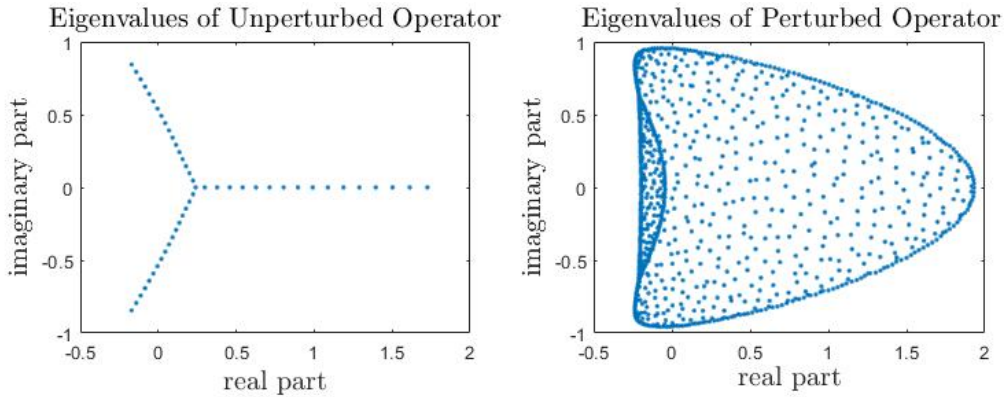 Eigenvalues of Unperturbed Operator
1
0.5
0
-0.5
-1
imaginary part
-0.5 0 0.5 1 1.5 2
real part
Eigenvalues of Perturbed Operator
1
0.5
0
-0.5
-1
imaginary part
-0.5 0 0.5 1 1.5 2
real part